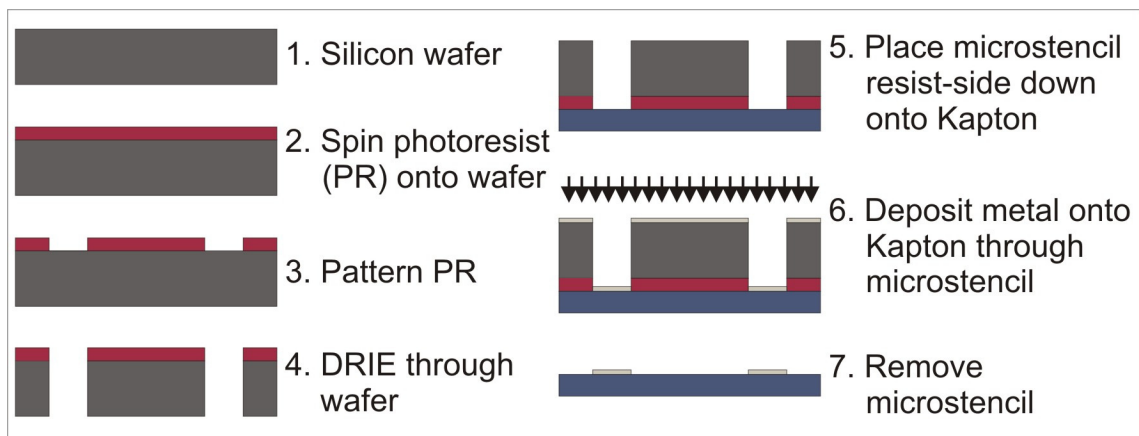 1. Silicon wafer
2. Spin photoresist
(PR) onto wafer
3. Pattern PR
4. DRIE through
wafer
5. Place microstencil
resist-side down
onto Kapton
6. Deposit metal onto
Kapton through
microstencil
7. Remove
microstencil